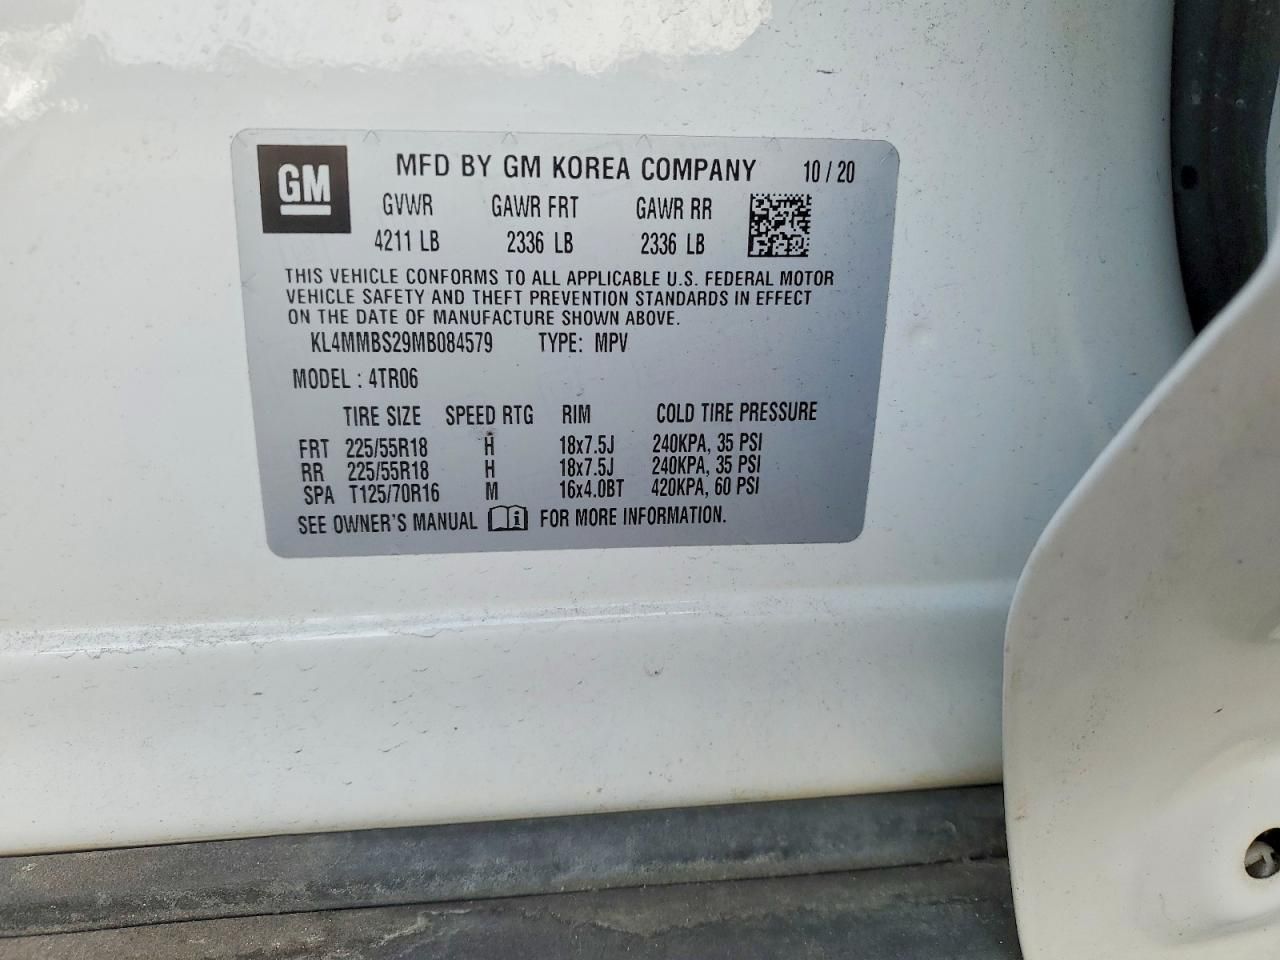 GM
MFD BY GM KOREA COMPANY 10 / 20
GVWR GAWR FRT GAWR RR
4211 LB 2336 LB 2336 LB
THIS VEHICLE CONFORMS TO ALL APPLICABLE U.S. FEDERAL MOTOR
VEHICLE SAFETY AND THEFT PREVENTION STANDARDS IN EFFECT
ON THE DATE OF MANUFACTURE SHOWN ABOVE.
KL4MMBS29MB084579 TYPE: MPV
MODEL : 4TR06
TIRE SIZE SPEED RTG RIM COLD TIRE PRESSURE
FRT 225/55R18 H 18x7.5J 240KPA, 35 PSI
RR 225/55R18 H 18x7.5J 240KPA, 35 PSI
SPA T125/70R16 M 16x4.0BT 420KPA, 60 PSI
SEE OWNER'S MANUAL i FOR MORE INFORMATION.